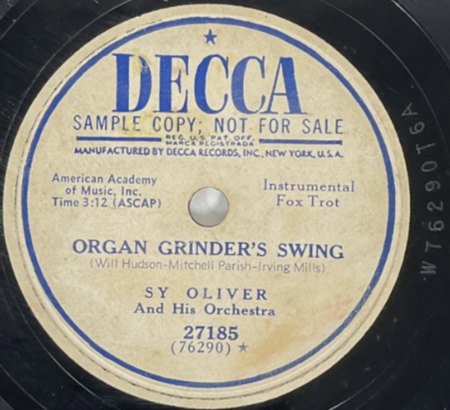 DECCA
SAMPLE COPY: NOT FOR SALE
REG. U.S. PAT. OFF.
MARCA REGISTRADA
MANUFACTURED BY DECCA RECORDS, INC., NEW YORK, U.S.A.
American Academy
of Music, Inc.
Time 3:12 (ASCAP)
Instrumental
Fox Trot
ORGAN GRINDER'S SWING
(Will Hudson-Mitchell Parish-Irving Mills)
SY OLIVER
And His Orchestra
27185
(76290) ★
W76290T6A